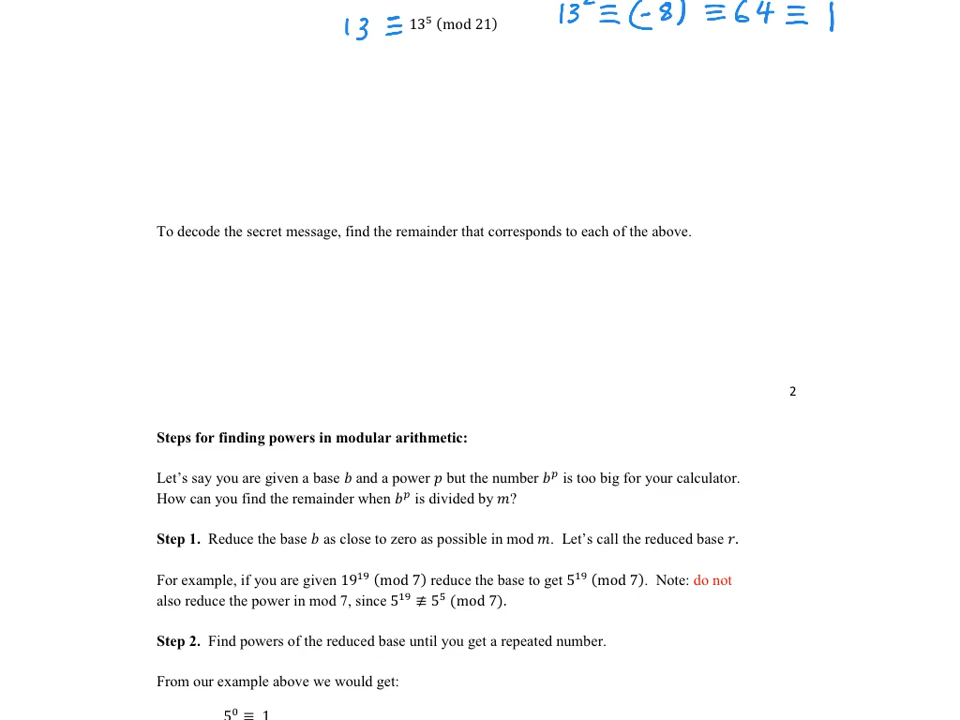 13 ≡ 13⁵ (mod 21) 13² ≡ (-8) ≡ 64 ≡ 1
To decode the secret message, find the remainder that corresponds to each of the above.
2
Steps for finding powers in modular arithmetic:
Let's say you are given a base b and a power p but the number bᵖ is too big for your calculator.
How can you find the remainder when bᵖ is divided by m?
Step 1. Reduce the base b as close to zero as possible in mod m. Let's call the reduced base r.
For example, if you are given 19¹⁹ (mod 7) reduce the base to get 5¹⁹ (mod 7). Note: do not
also reduce the power in mod 7, since 5¹⁹ ≢ 5⁵ (mod 7).
Step 2. Find powers of the reduced base until you get a repeated number.
From our example above we would get:
5⁰ ≡ 1